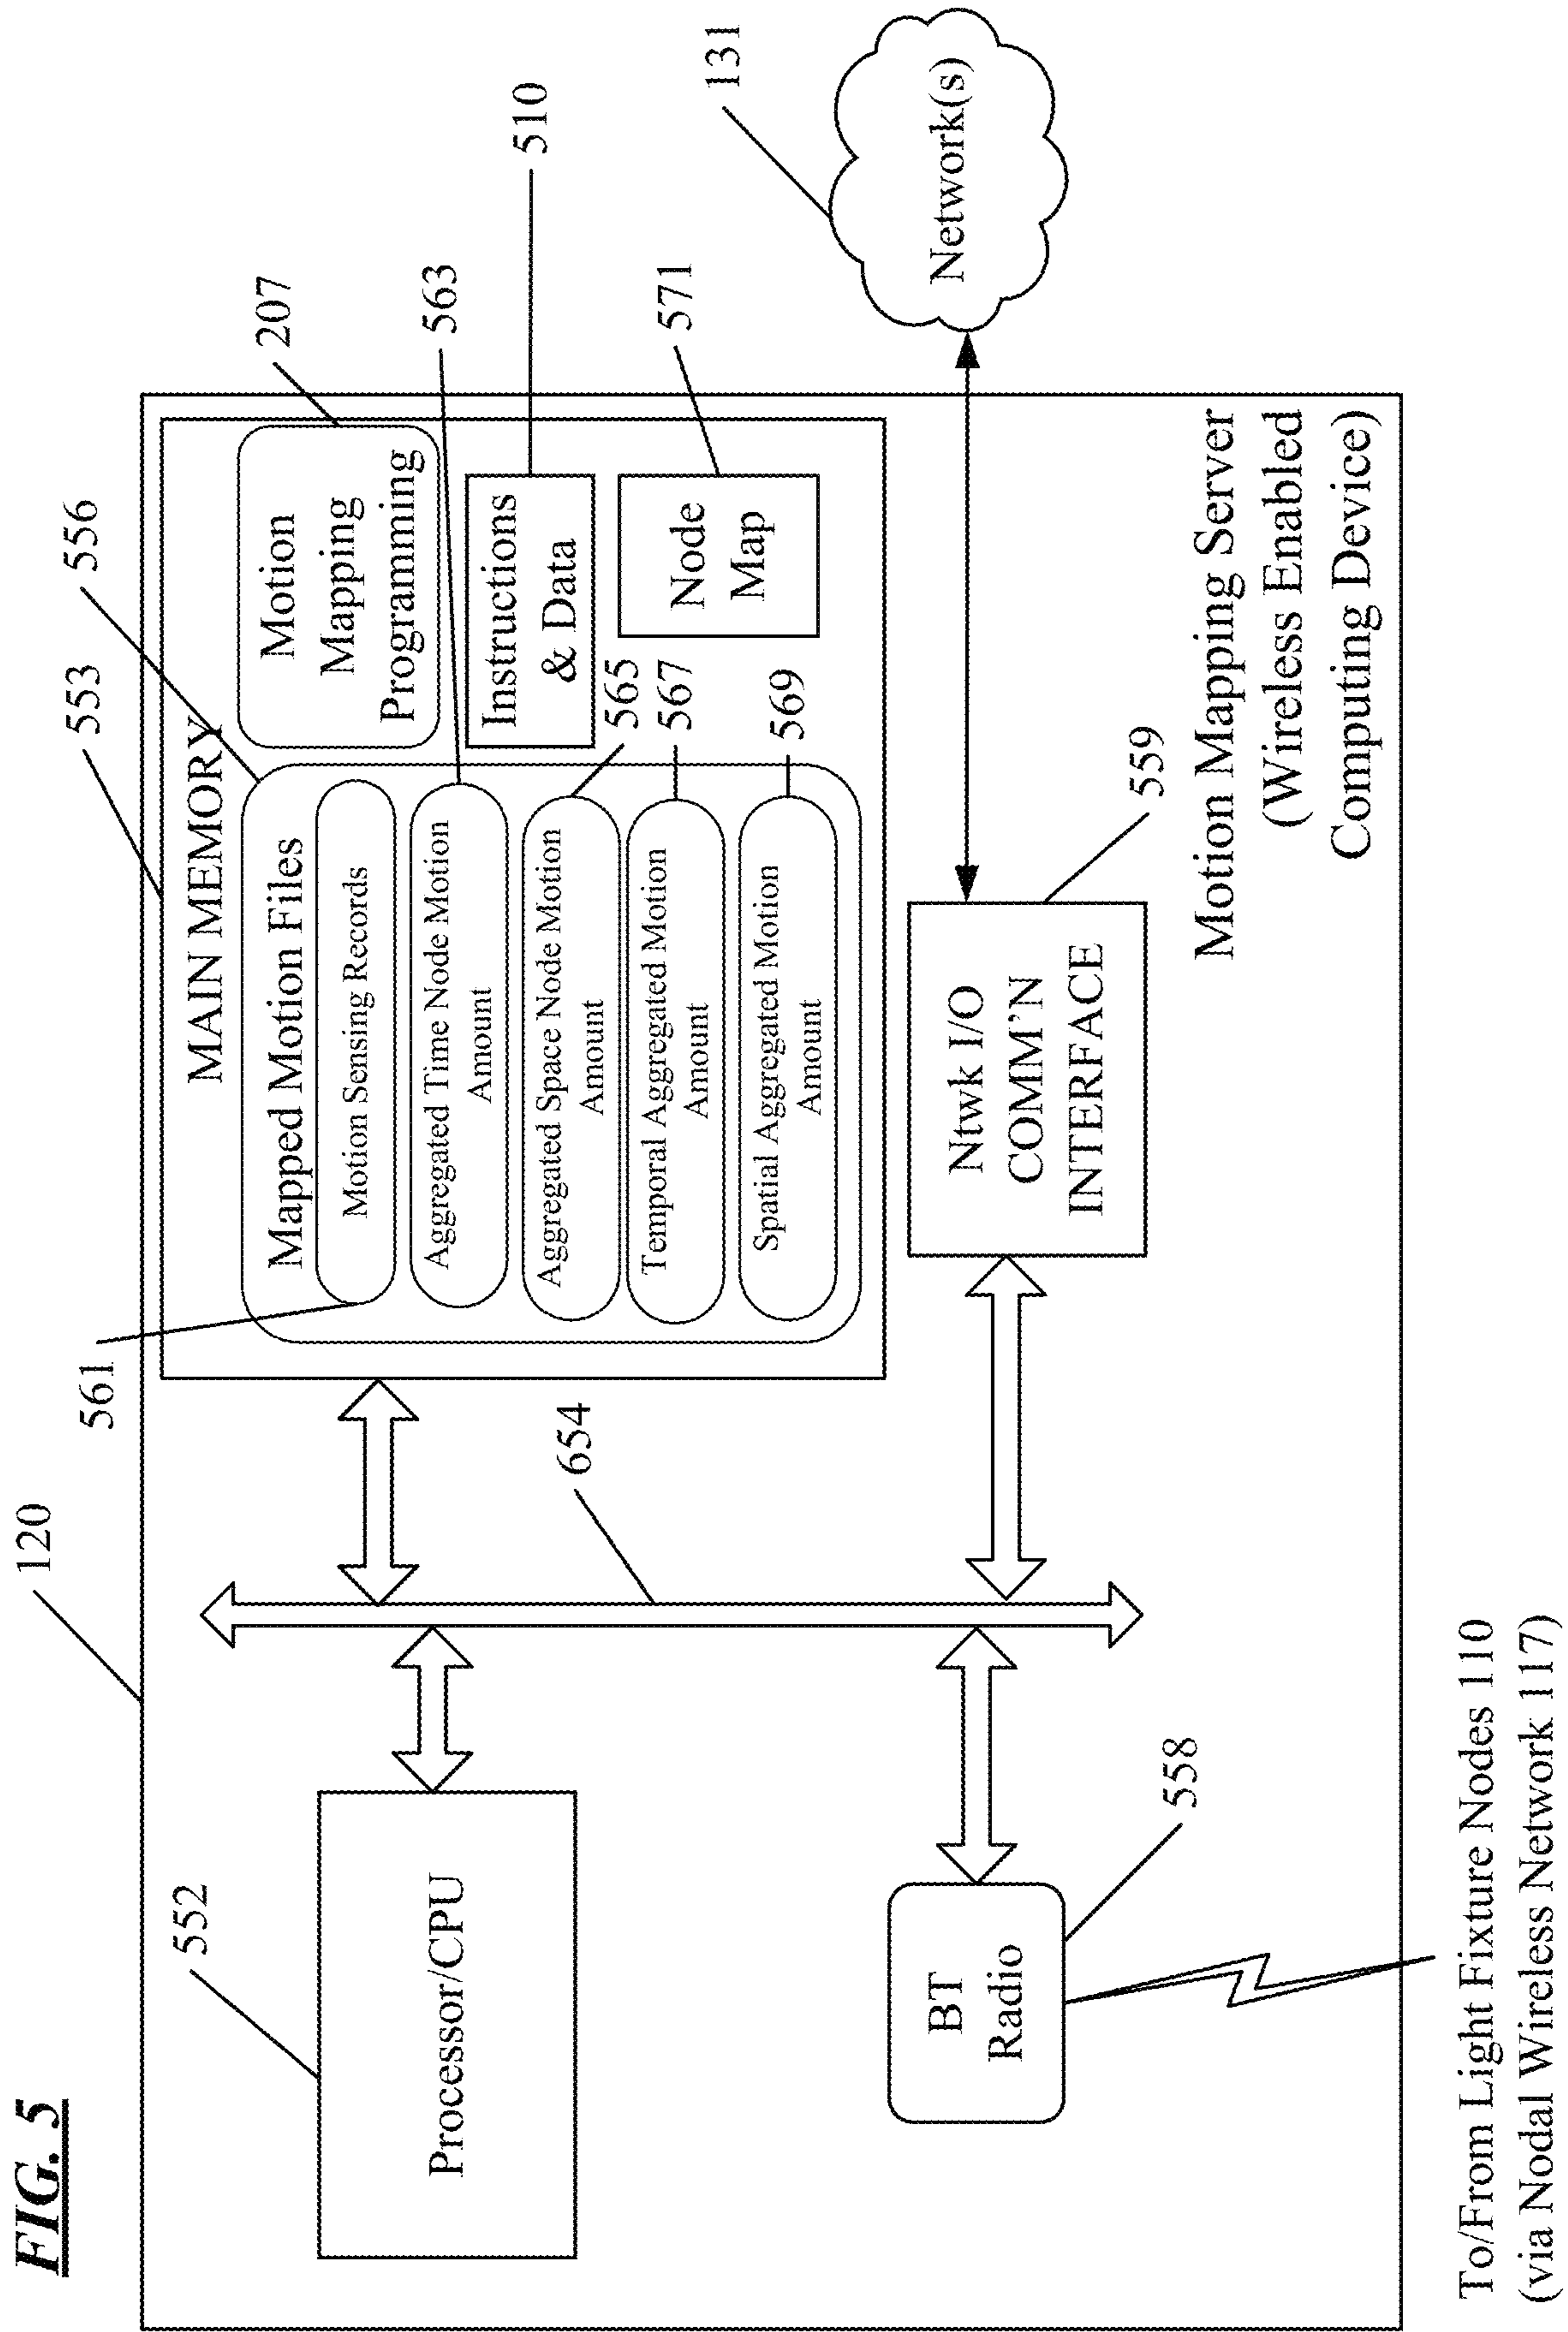 FIG. 5
120
553
556
207
563
510
571
131
561
MAIN MEMORY
Mapped Motion Files
Motion Sensing Records
Aggregated Time Node Motion
Amount
Aggregated Space Node Motion
Amount
Temporal Aggregated Motion
Amount
Spatial Aggregated Motion
Amount
Motion
Mapping
Programming
Instructions
& Data
Node
Map
565
567
569
552
Processor/CPU
654
BT
Radio
558
Ntwk I/O
COMM'N
INTERFACE
559
Network(s)
Motion Mapping Server
(Wireless Enabled
Computing Device)
To/From Light Fixture Nodes 110
(via Nodal Wireless Network 117)